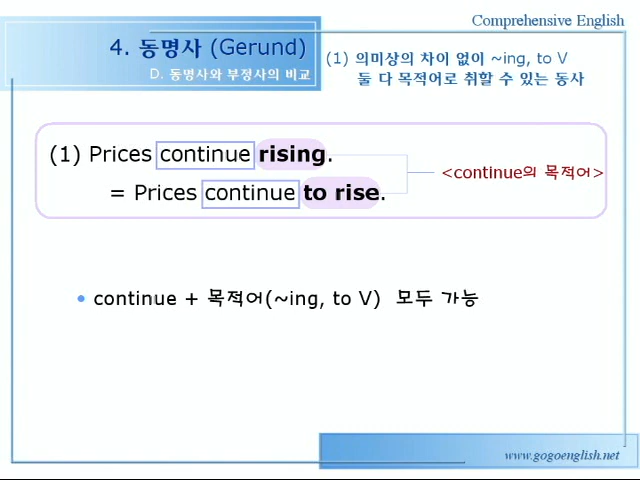 Comprehensive English
4. 동명사 (Gerund)
D. 동명사와 부정사의 비교
(1) 의미상의 차이 없이 ~ing, to V
둘 다 목적어로 취할 수 있는 동사
(1) Prices continue rising.
= Prices continue to rise.
<continue의 목적어>
• continue + 목적어(~ing, to V) 모두 가능
www.gogoenglish.net